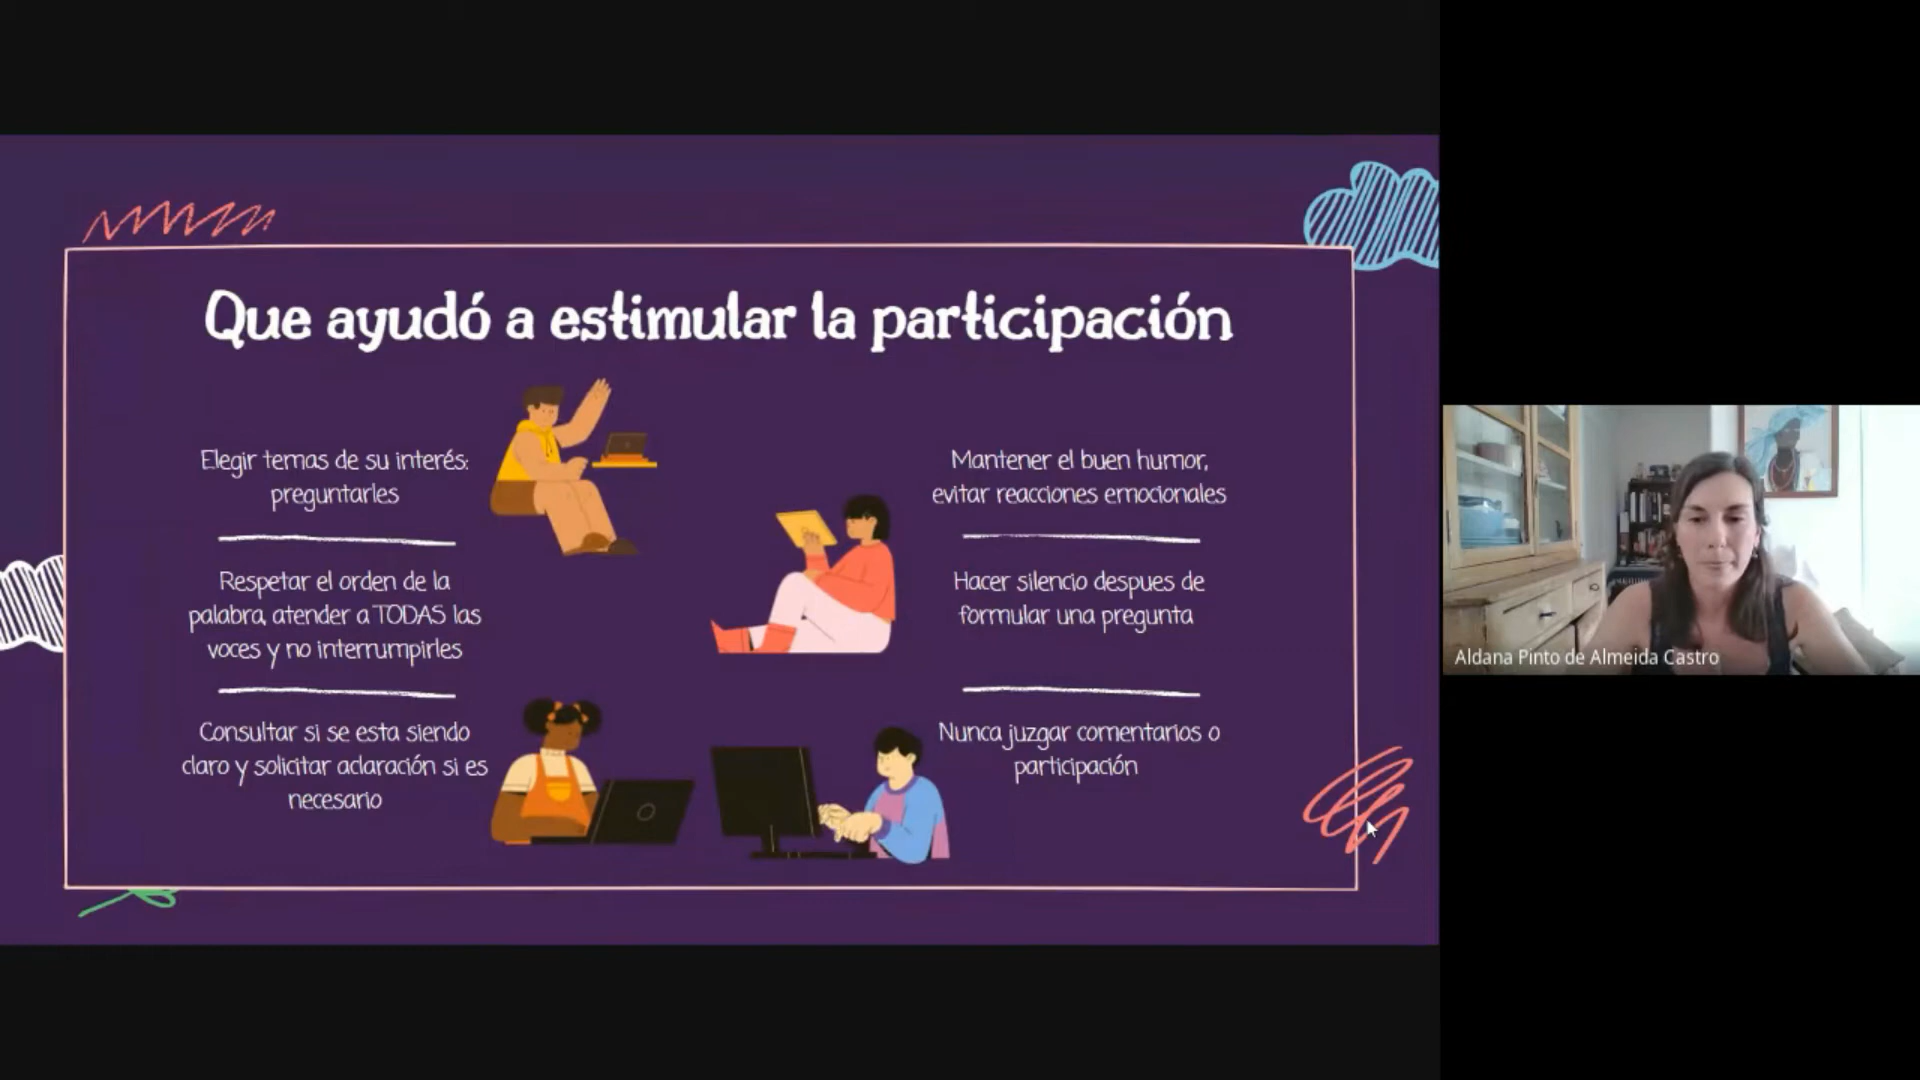 Que ayudó a estimular la participación
Elegir temas de su interés:
preguntarles
Respetar el orden de la
palabra, atender a TODAS las
voces y no interrumpirles
Consultar si se esta siendo
claro y solicitar aclaración si es
necesario
Mantener el buen humor,
evitar reacciones emocionales
Hacer silencio despues de
formular una pregunta
Nunca juzgar comentarios o
participación
Aldana Pinto de Almeida Castro